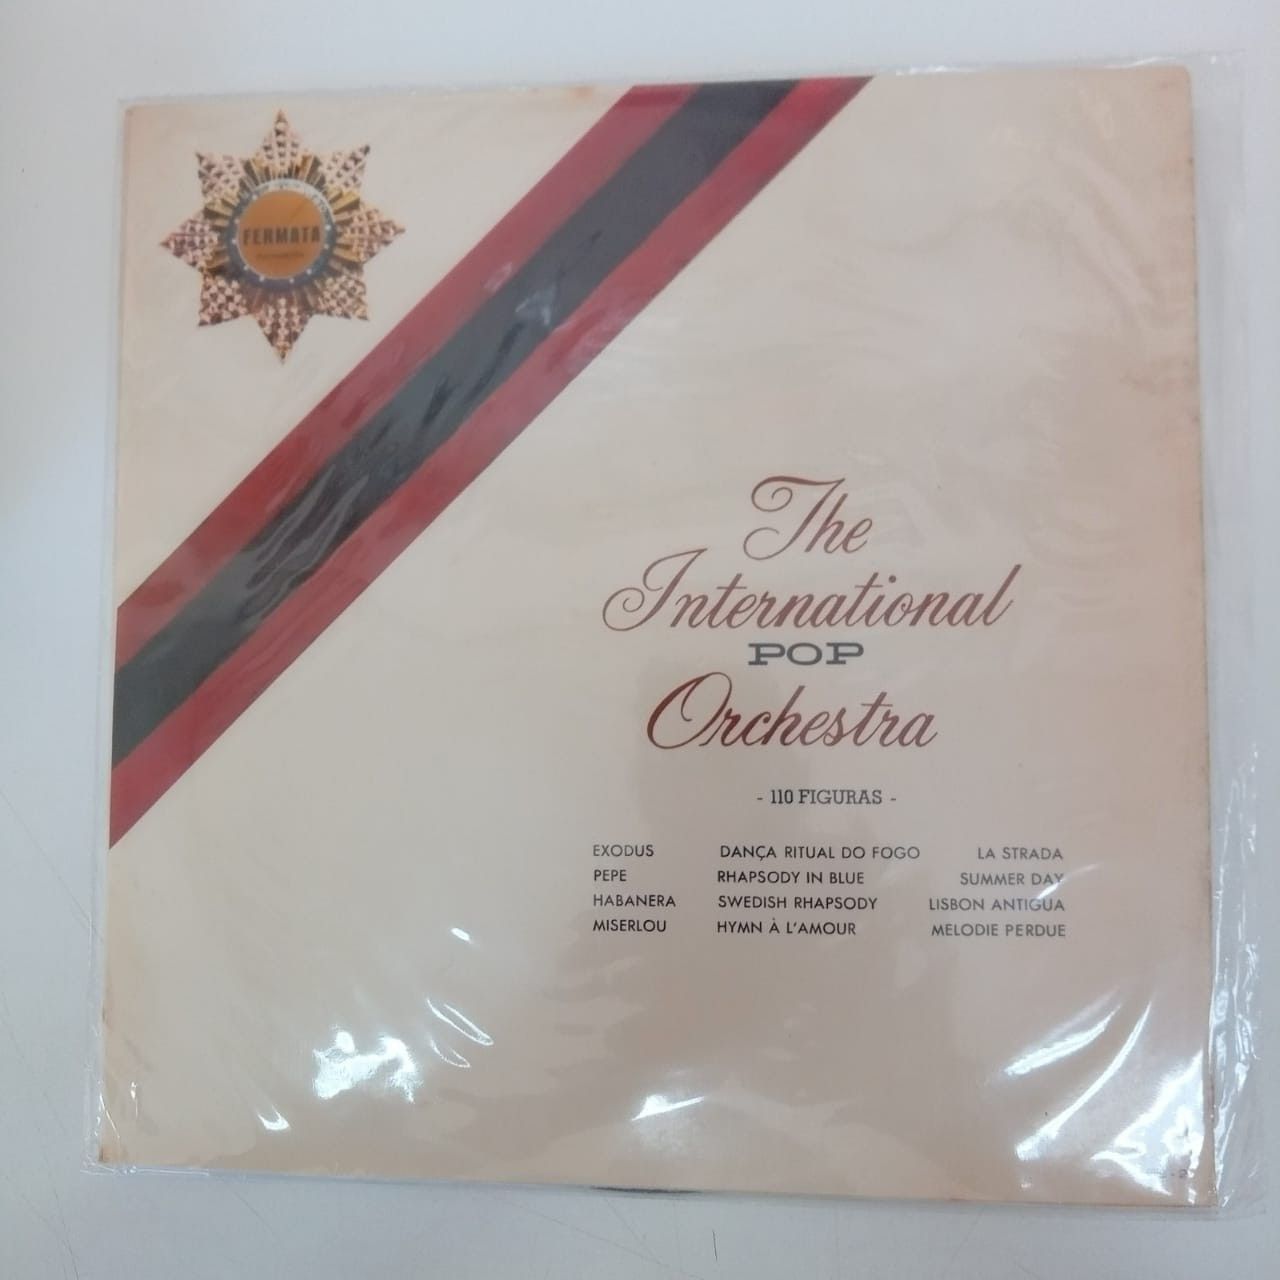 FERMATA
The
International
POP
Orchestra
- 110 FIGURAS -
EXODUS DANÇA RITUAL DO FOGO LA STRADA
PEPE RHAPSODY IN BLUE SUMMER DAY
HABANERA SWEDISH RHAPSODY LISBON ANTIGUA
MISERLOU HYMN À L'AMOUR MELODIE PERDUE